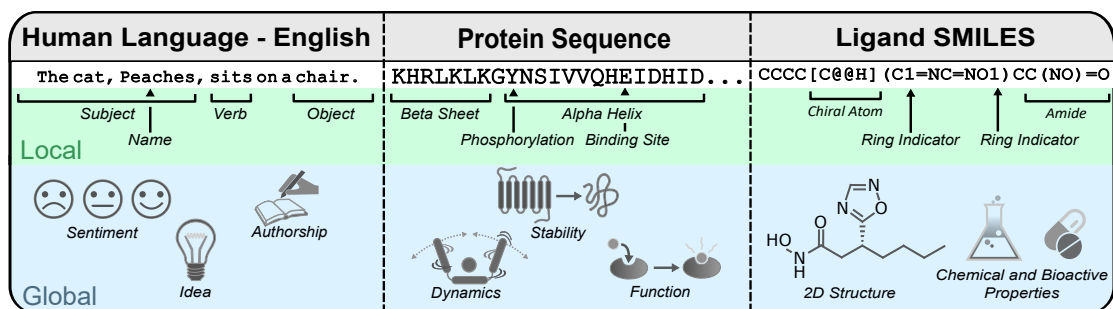 Human Language - English
Protein Sequence
Ligand SMILES
The cat, Peaches, sits on a chair.
KHRLKLKGYNSIVVQHEIDHID...
CCCC[C@@H](C1=NC=NO1)CC(NO)=O
Subject
Verb
Object
Name
Beta Sheet
Alpha Helix
Phosphorylation
Binding Site
Chiral Atom
Amide
Ring Indicator
Ring Indicator
Local
Sentiment
Authorship
Idea
Stability
Dynamics
Function
N
N
O
HO
O
N
H
2D Structure
Chemical and Bioactive
Properties
Global